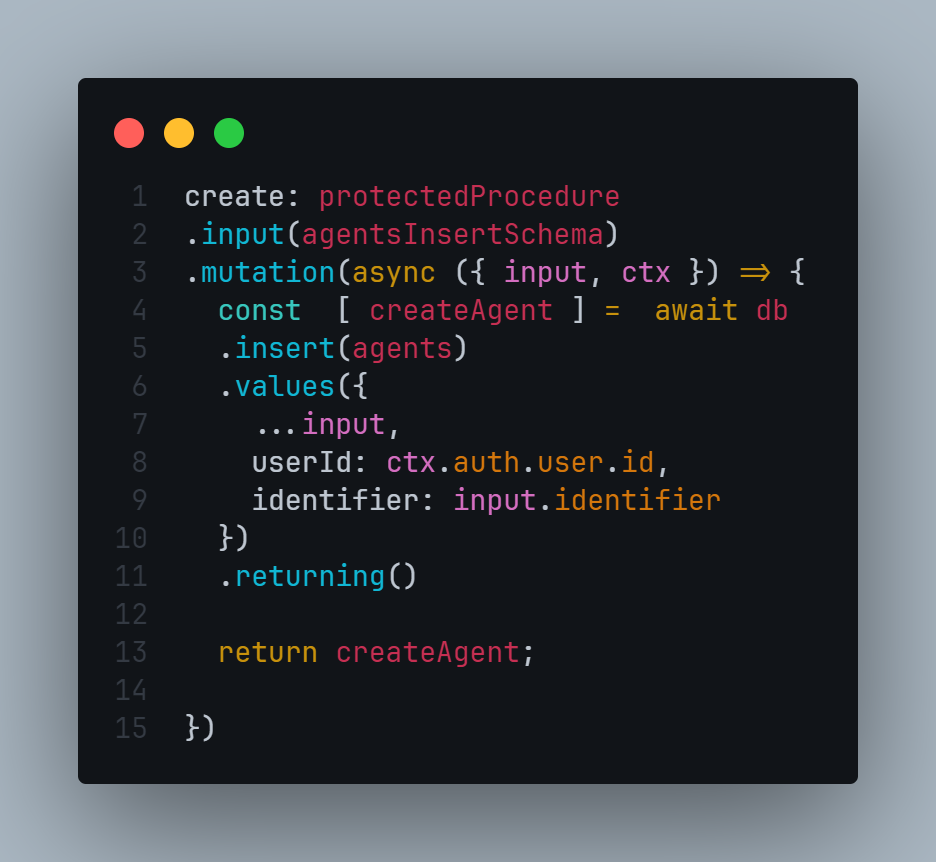 1 create: protectedProcedure
2 .input(agentsInsertSchema)
3 .mutation(async ({ input, ctx }) => {
4   const  [ createAgent ] =  await db
5   .insert(agents)
6   .values({
7     ...input,
8     userId: ctx.auth.user.id,
9     identifier: input.identifier
10   })
11   .returning()
12
13   return createAgent;
14
15 })